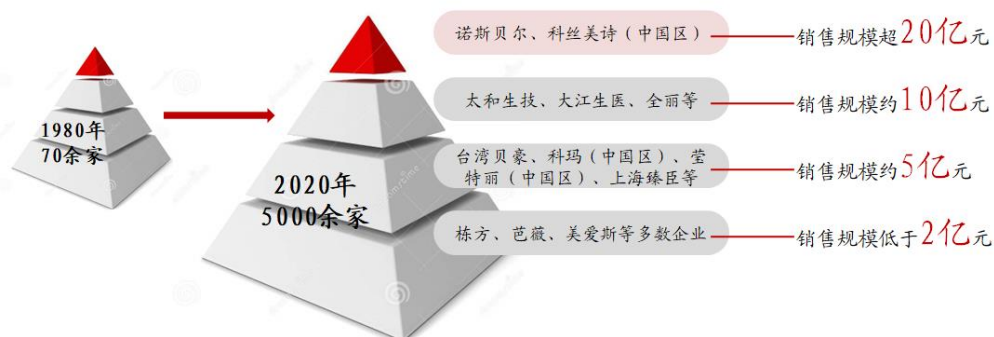 1980年
70余家
2020年
5000余家
诺斯贝尔、科丝美诗（中国区）
销售规模超20亿元
太和生技、大江生医、全丽等
销售规模约10亿元
台湾贝豪、科玛（中国区）、莹
特丽（中国区）、上海臻臣等
销售规模约5亿元
栋方、芭薇、美爱斯等多数企业
销售规模低于2亿元